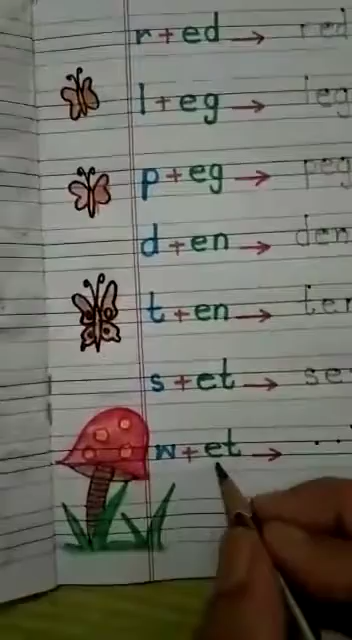 r + ed → red
l + eg → leg
p + eg → peg
d + en → den
t + en → ten
s + et → se
w + et →